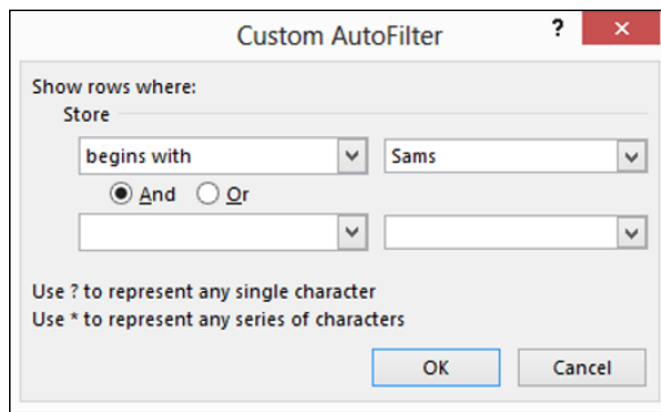 Custom AutoFilter ?
Show rows where:
Store
begins with Sams
And Or
Use ? to represent any single character
Use * to represent any series of characters
OK Cancel